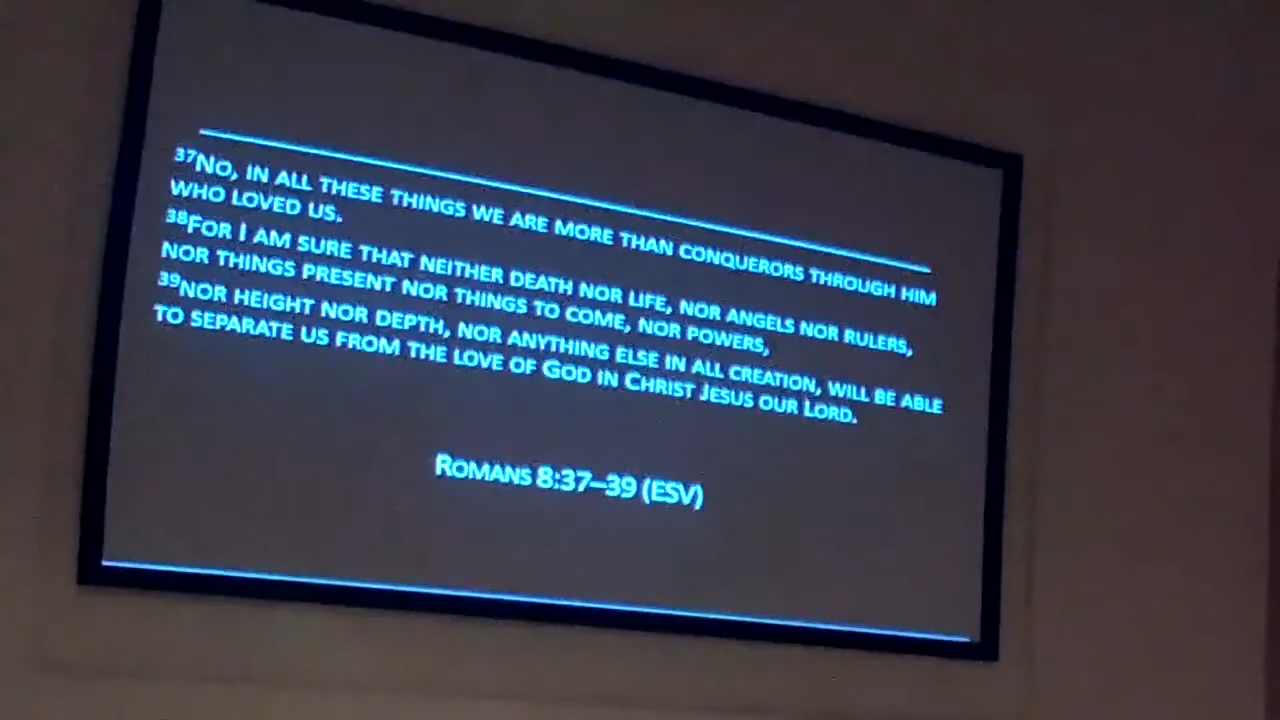 ³⁷No, in all these things we are more than conquerors through him
who loved us.
³⁸For I am sure that neither death nor life, nor angels nor rulers,
nor things present nor things to come, nor powers,
³⁹nor height nor depth, nor anything else in all creation, will be able
to separate us from the love of God in Christ Jesus our Lord.
Romans 8:37–39 (ESV)